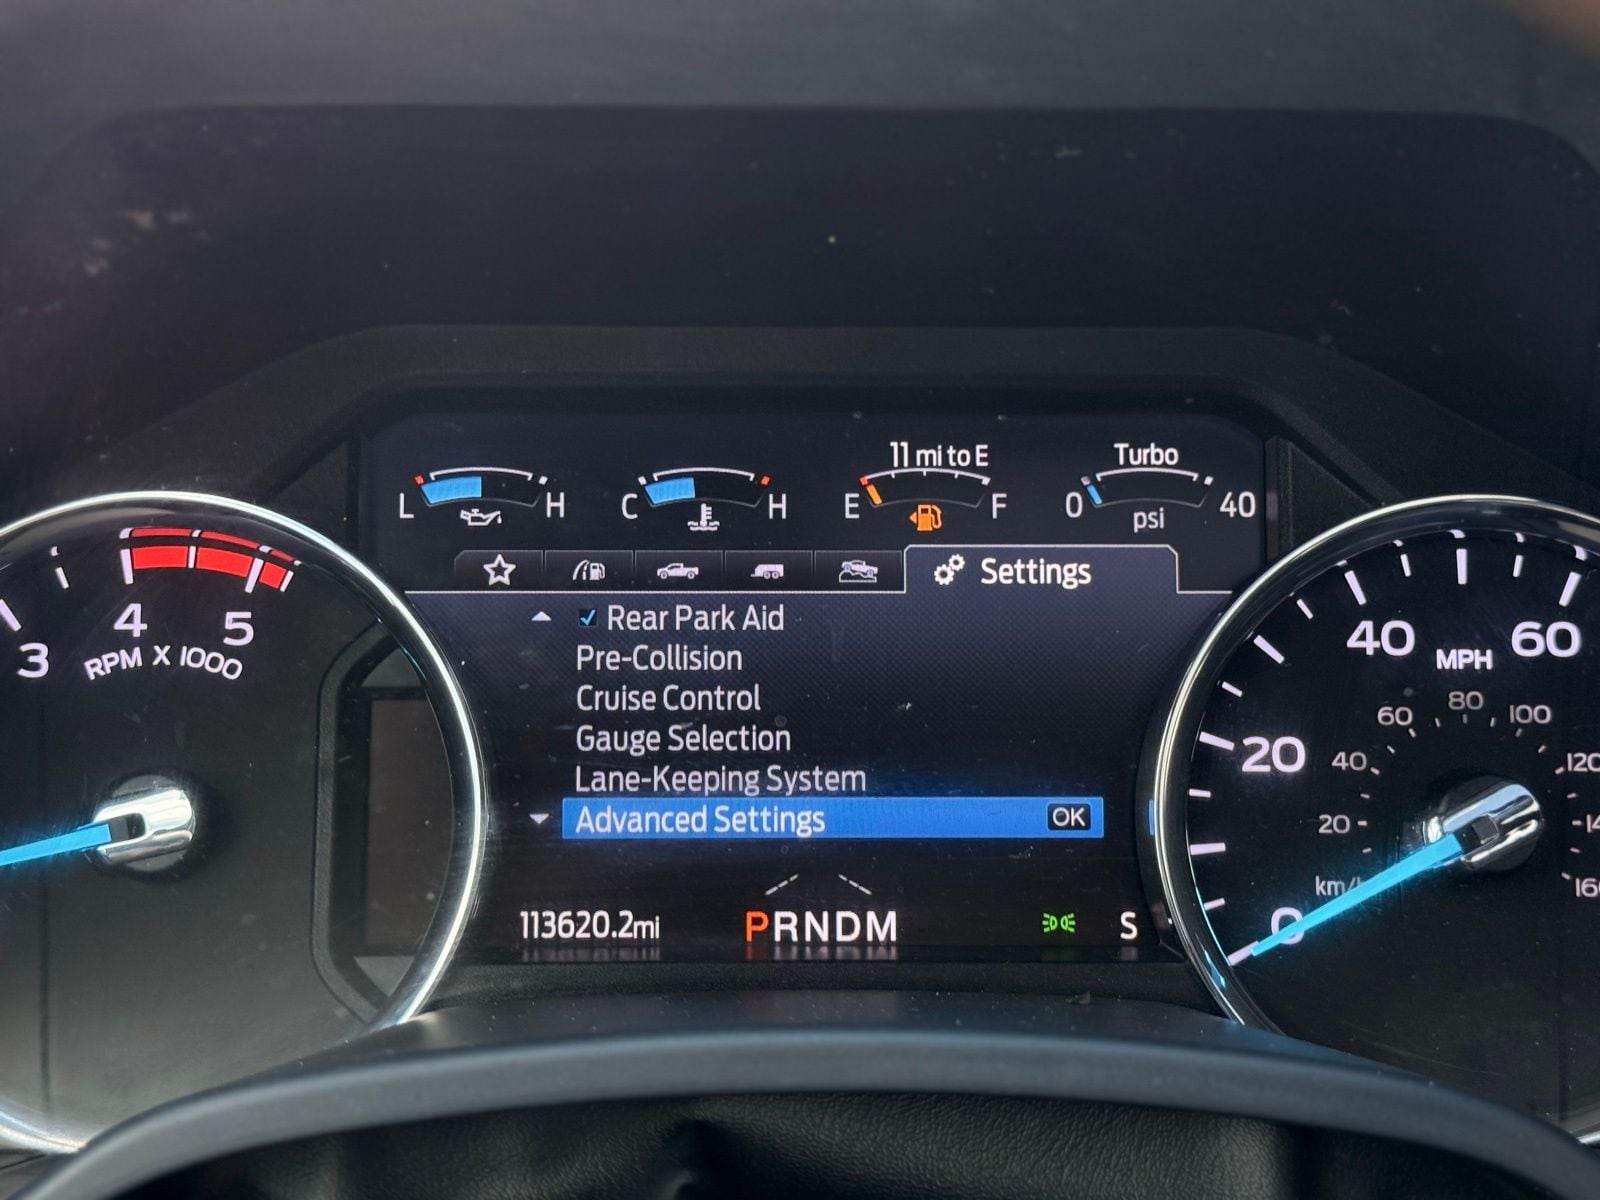 11 mi to E
Turbo
L H
C H
E F
0 40
psi
Settings
Rear Park Aid
Pre-Collision
Cruise Control
Gauge Selection
Lane-Keeping System
Advanced Settings OK
113620.2mi
PRNDM
S
3 4 5
RPM X 1000
0 20 40 60
MPH
20 40 60 80 100 120
km/h